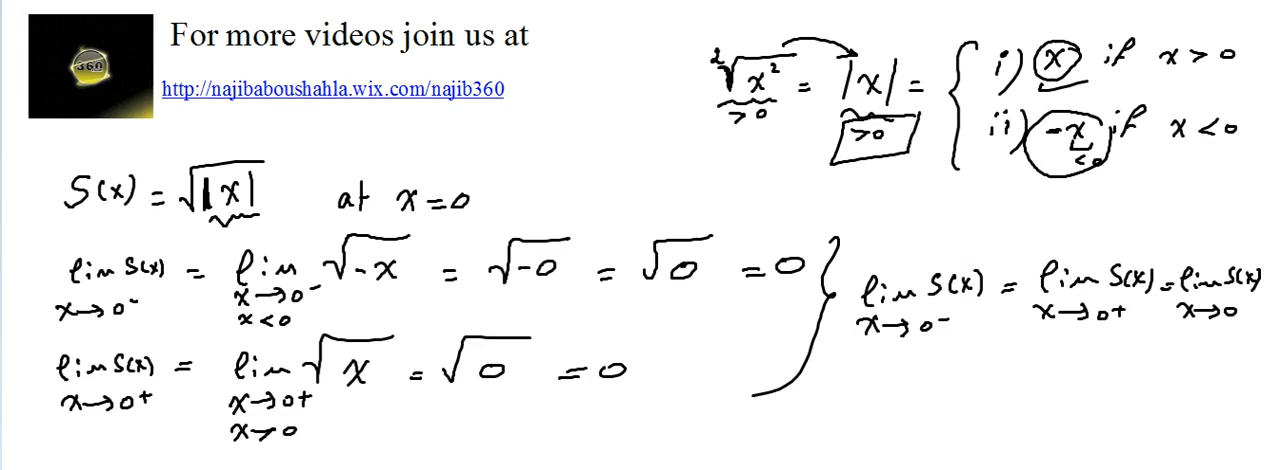 360
For more videos join us at
http://najibaboushahla.wix.com/najib360
²√x² = |x| = { i) x if x > 0
>0 >0 ii) -x if x < 0
<0
S(x) = √|x| at x = 0
lim S(x) = lim √-x = √-0 = √0 = 0
x→0⁻ x→0⁻
x<0
lim S(x) = lim √x = √0 = 0
x→0+ x→0+
x>0
} lim S(x) = lim S(x) = lim S(x)
x→0⁻ x→0+ x→0